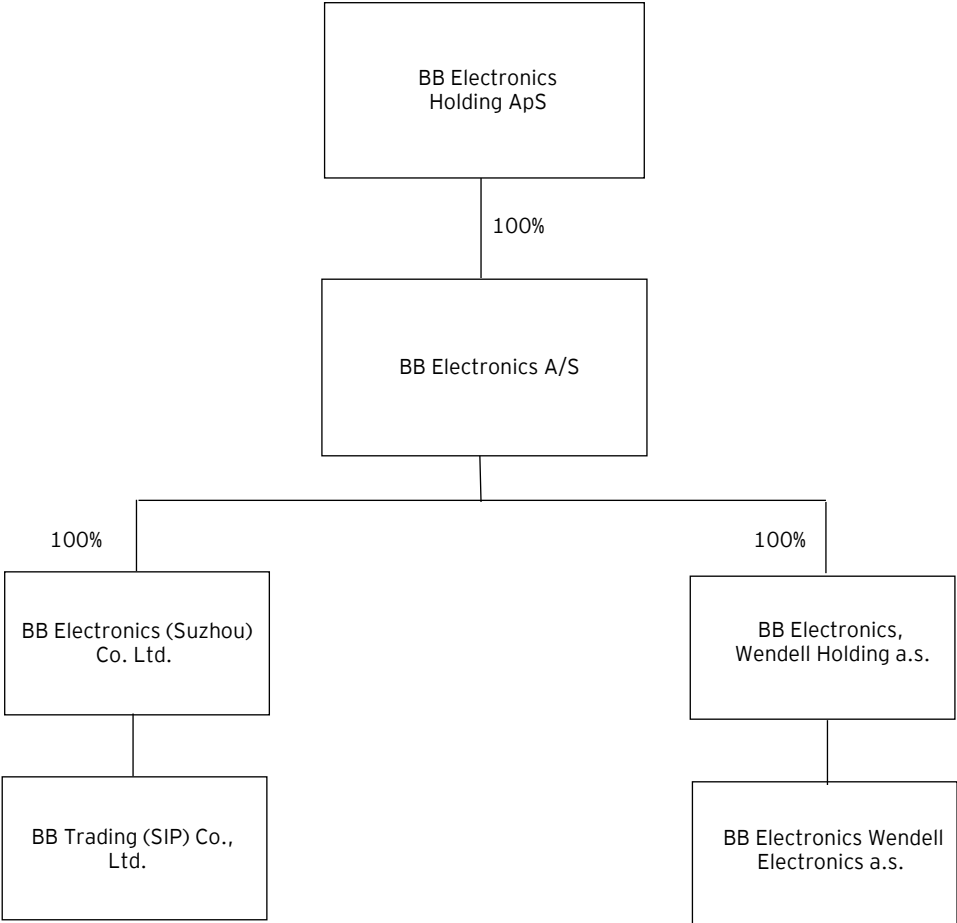 BB Electronics
Holding ApS
100%
BB Electronics A/S
100%
100%
BB Electronics (Suzhou)
Co. Ltd.
BB Electronics,
Wendell Holding a.s.
BB Trading (SIP) Co.,
Ltd.
BB Electronics Wendell
Electronics a.s.